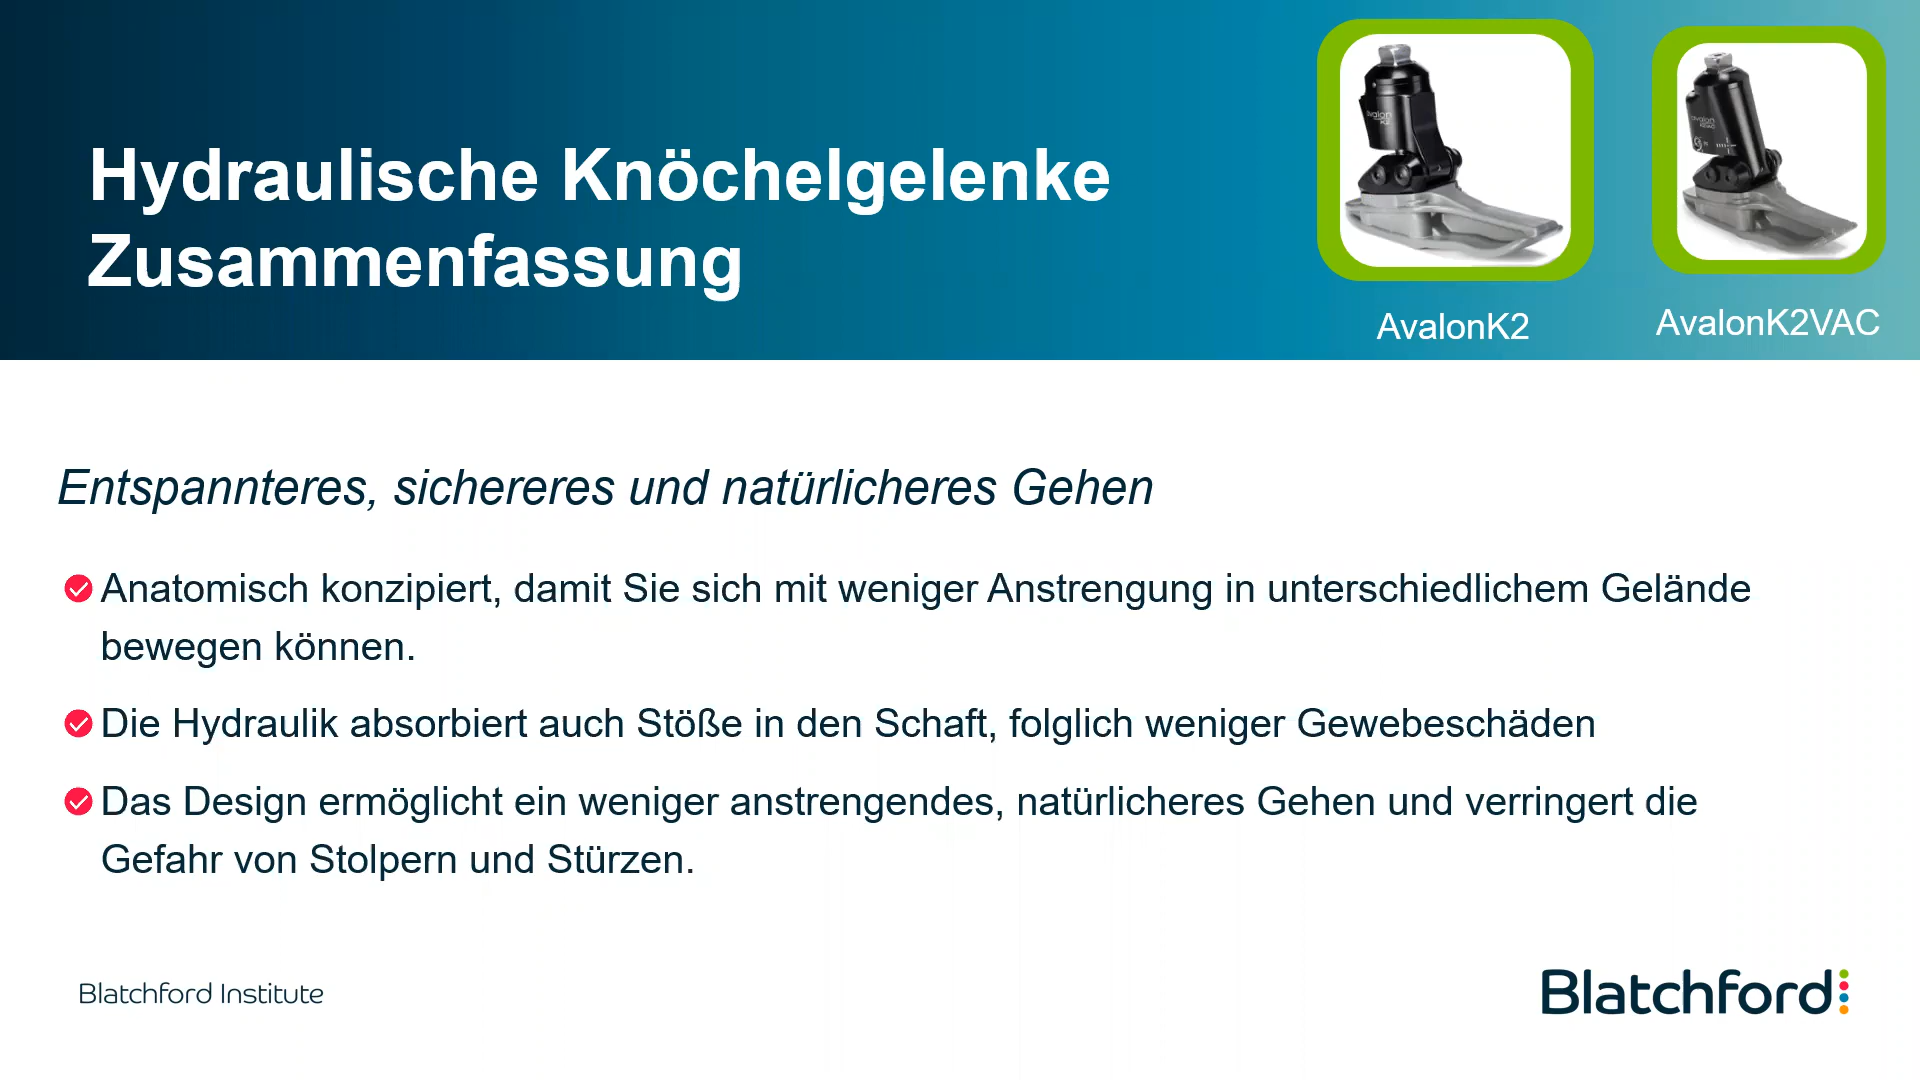 Hydraulische Knöchelgelenke
Zusammenfassung
AvalonK2
AvalonK2VAC
Entspannteres, sichereres und natürlicheres Gehen
Anatomisch konzipiert, damit Sie sich mit weniger Anstrengung in unterschiedlichem Gelände
bewegen können.
Die Hydraulik absorbiert auch Stöße in den Schaft, folglich weniger Gewebeschäden
Das Design ermöglicht ein weniger anstrengendes, natürlicheres Gehen und verringert die
Gefahr von Stolpern und Stürzen.
Blatchford Institute
Blatchford